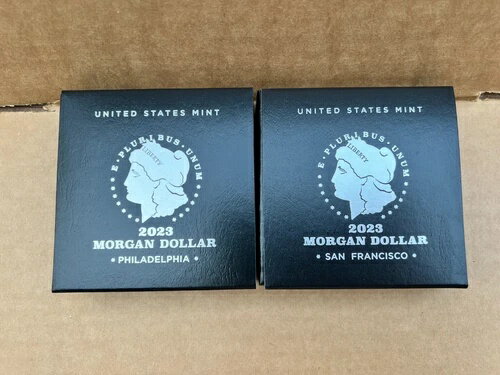 UNITED STATES MINT
E · PLURIBUS · UNUM
LIBERTY
2023
MORGAN DOLLAR
• PHILADELPHIA •
UNITED STATES MINT
E · PLURIBUS · UNUM
LIBERTY
2023
MORGAN DOLLAR
• SAN FRANCISCO •